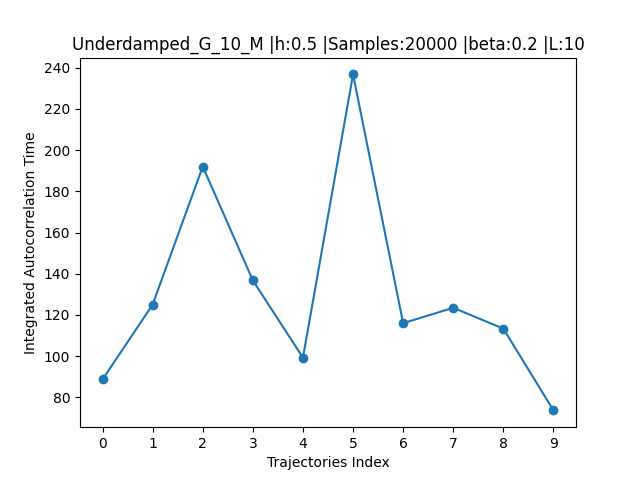 Underdamped_G_10_M |h:0.5 |Samples:20000 |beta:0.2 |L:10
240
220
200
180
160
140
120
100
80
Integrated Autocorrelation Time
0 1 2 3 4 5 6 7 8 9
Trajectories Index